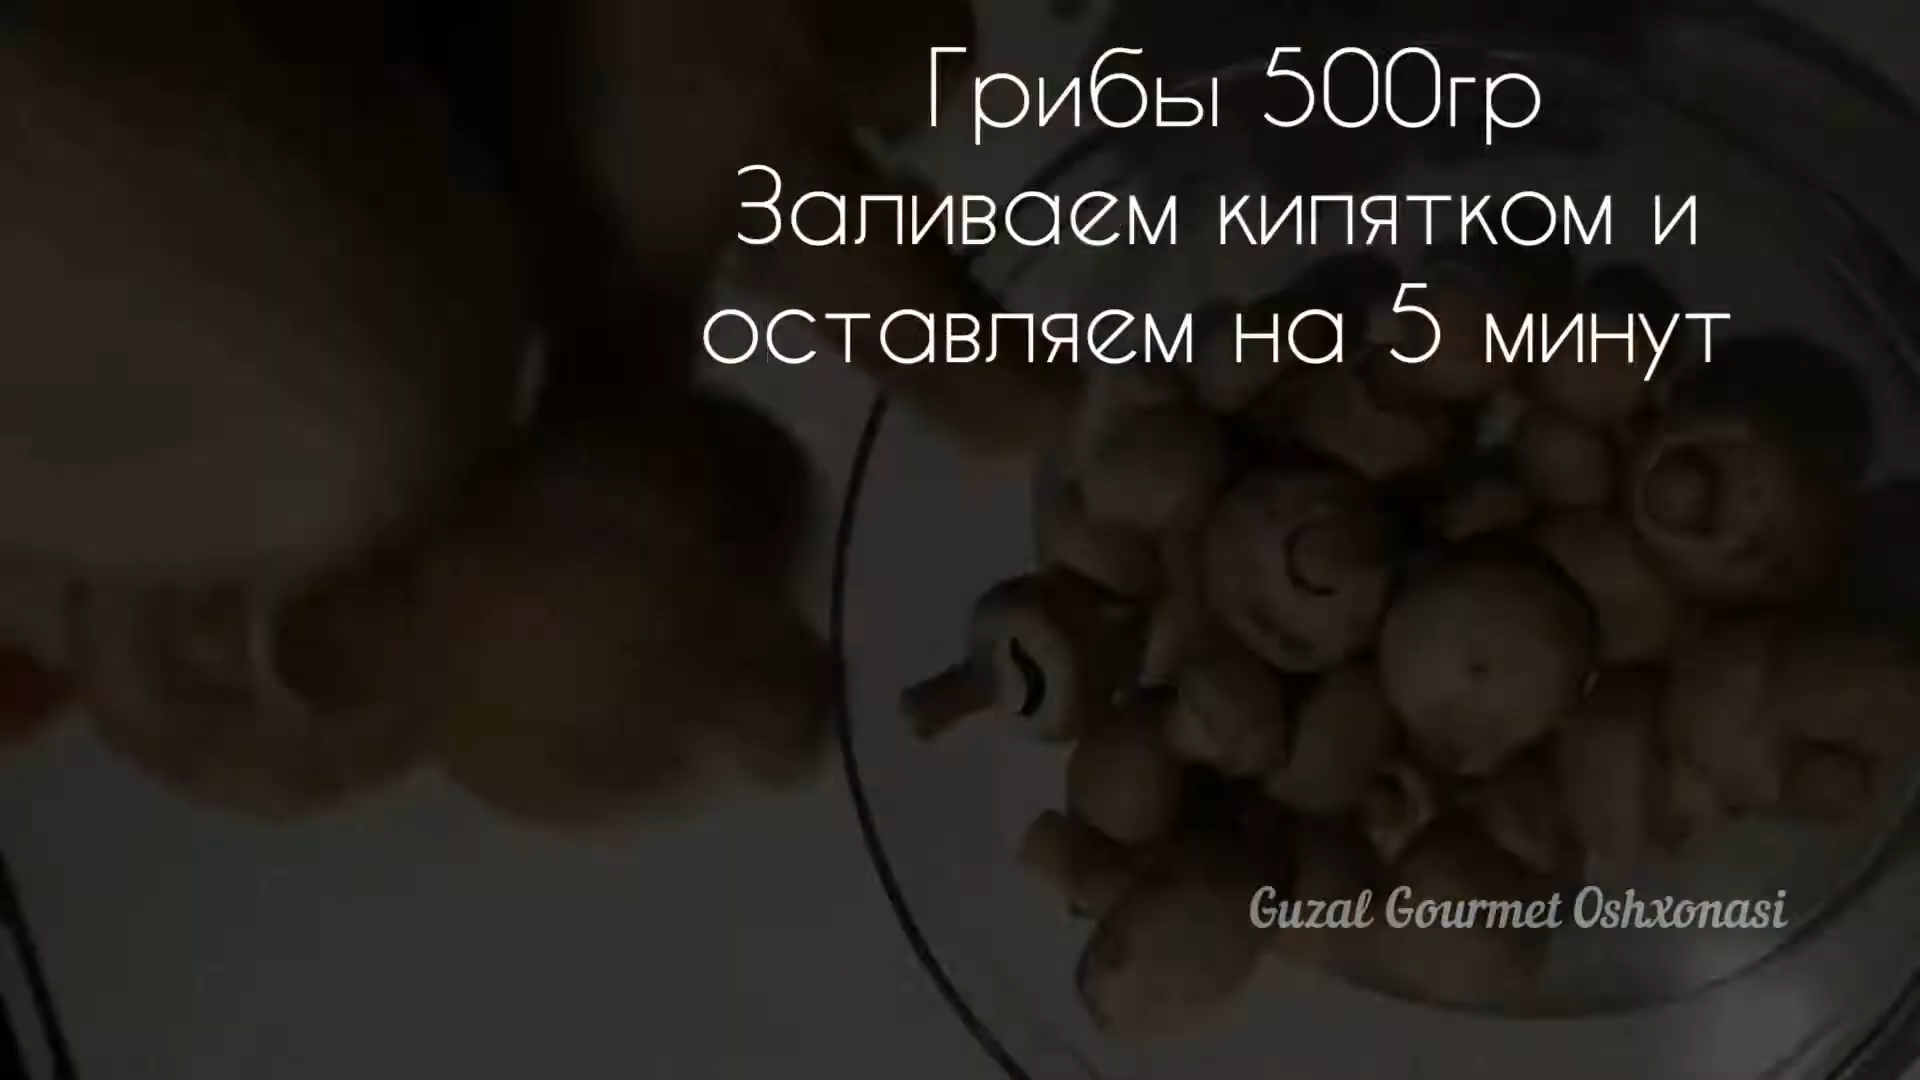 Грибы 500гр
Заливаем кипятком и
оставляем на 5 минут
Guzal Gourmet Oshxonasi